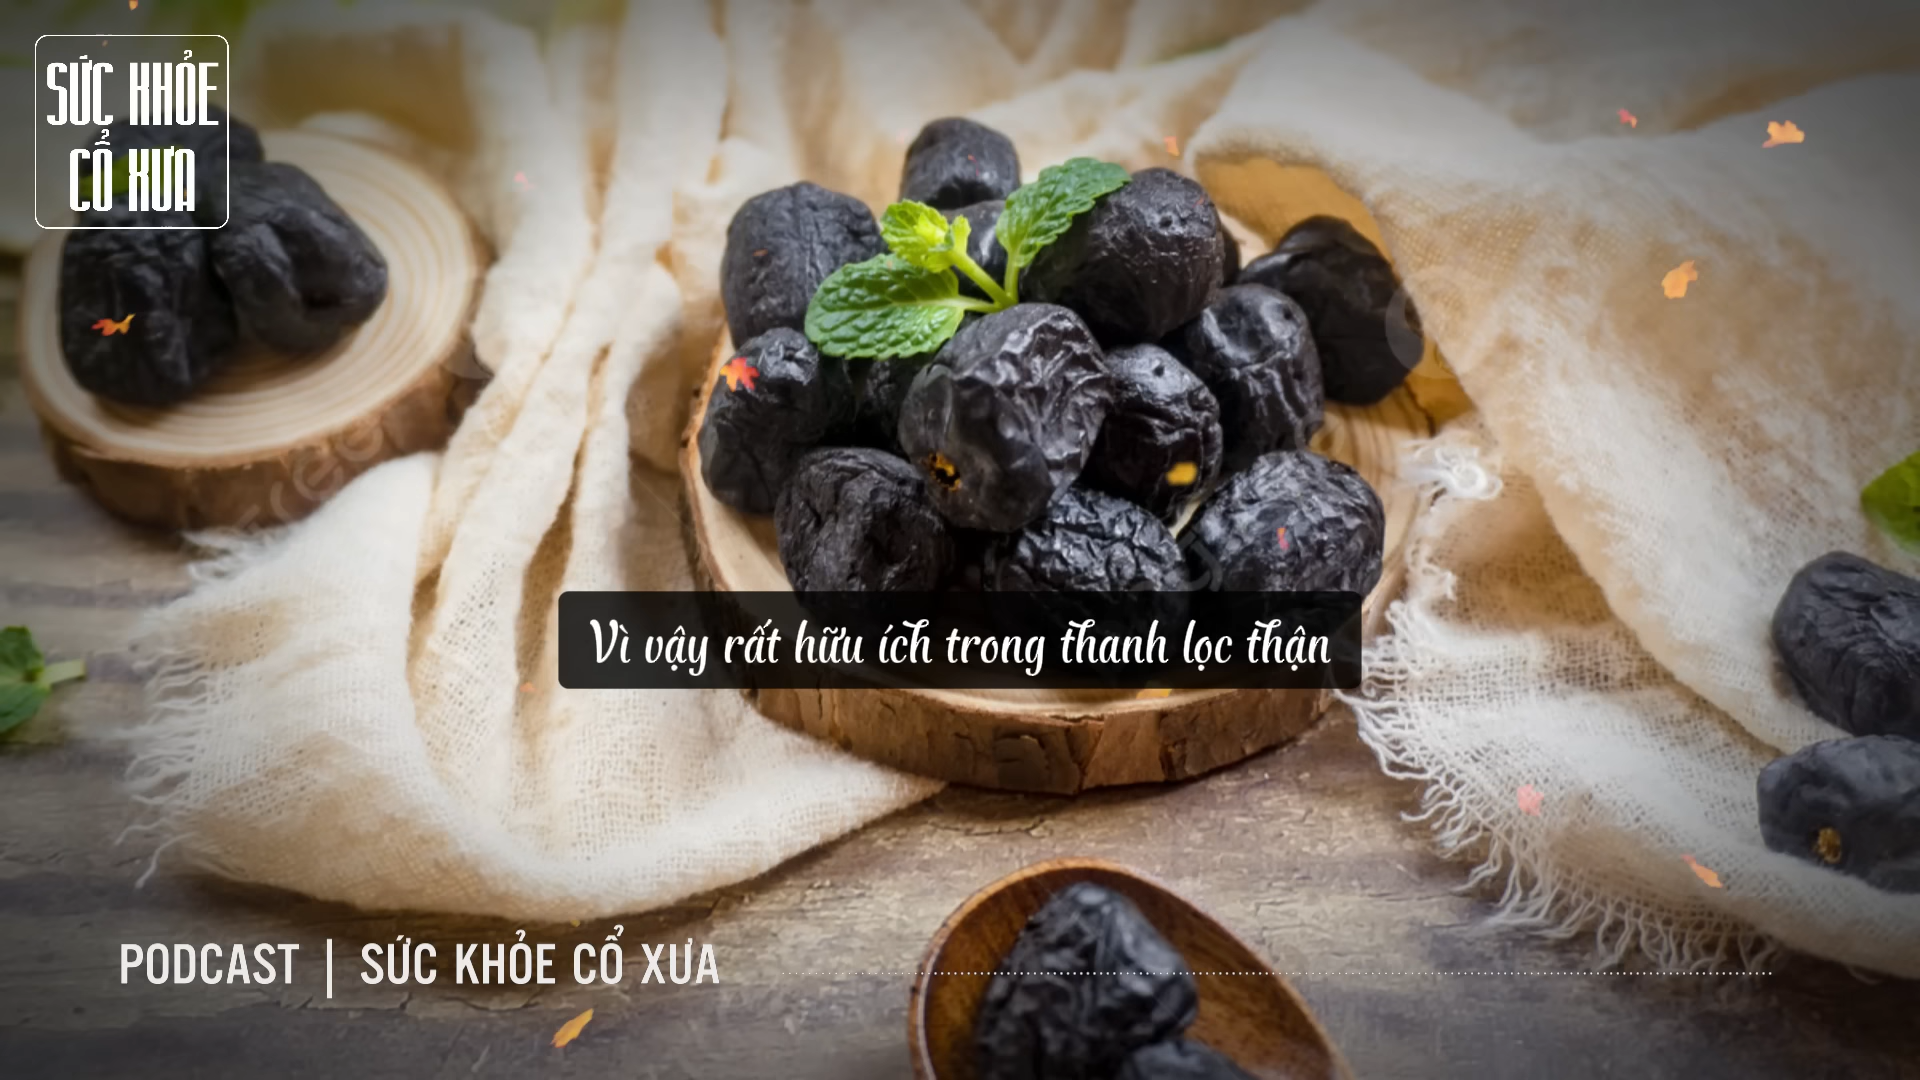 SỨC KHỎE
CỔ XƯA
Vì vậy rất hữu ích trong thanh lọc thận
PODCAST | SỨC KHỎE CỔ XƯA